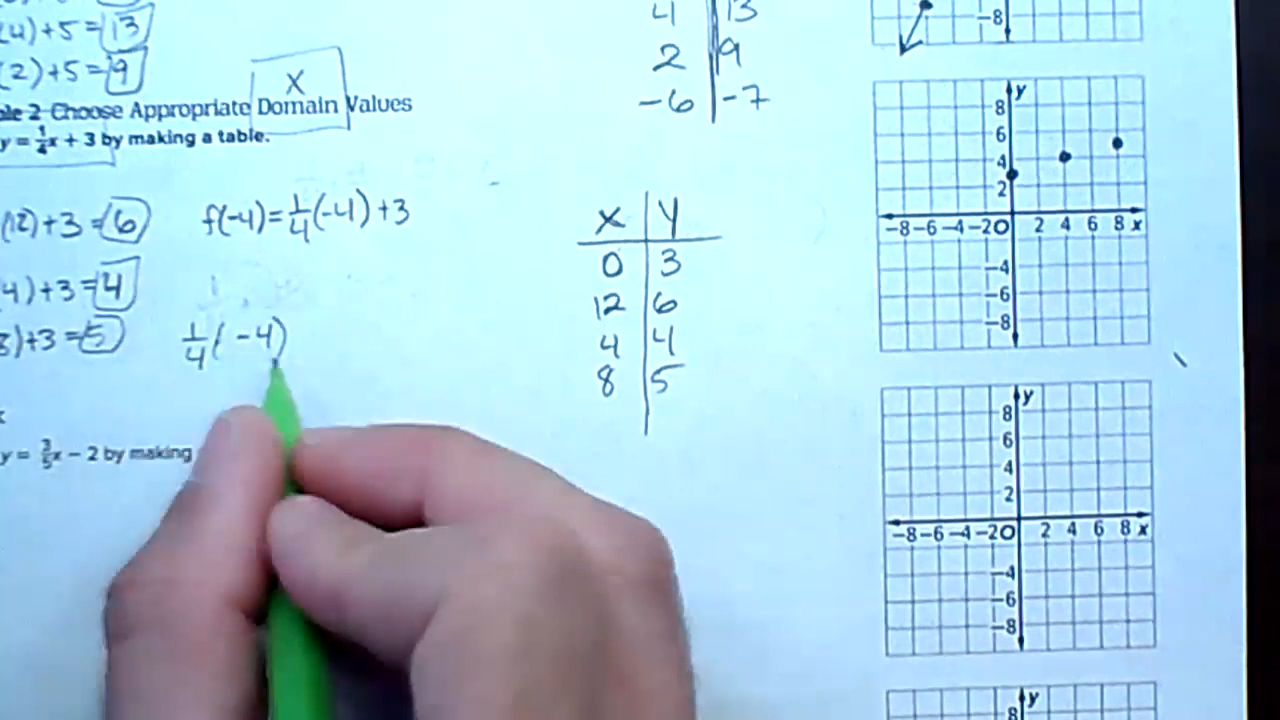 (4)+5=13
(2)+5=9
X
ble 2 Choose Appropriate Domain Values
y = 1/4x + 3 by making a table.
(12)+3=6
f(-4)=1/4(-4)+3
4)+3=4
8)+3=5
1/4(-4)
y = 3/5x − 2 by making
4 13
2 9
-6 -7
X Y
0 3
12 6
4 4
8 5
−8
y
8
6
4
2
−8 −6 −4 −2 O 2 4 6 8 x
−4
−6
−8
y
8
6
4
2
−8 −6 −4 −2 O 2 4 6 8 x
−4
−6
−8
y
8